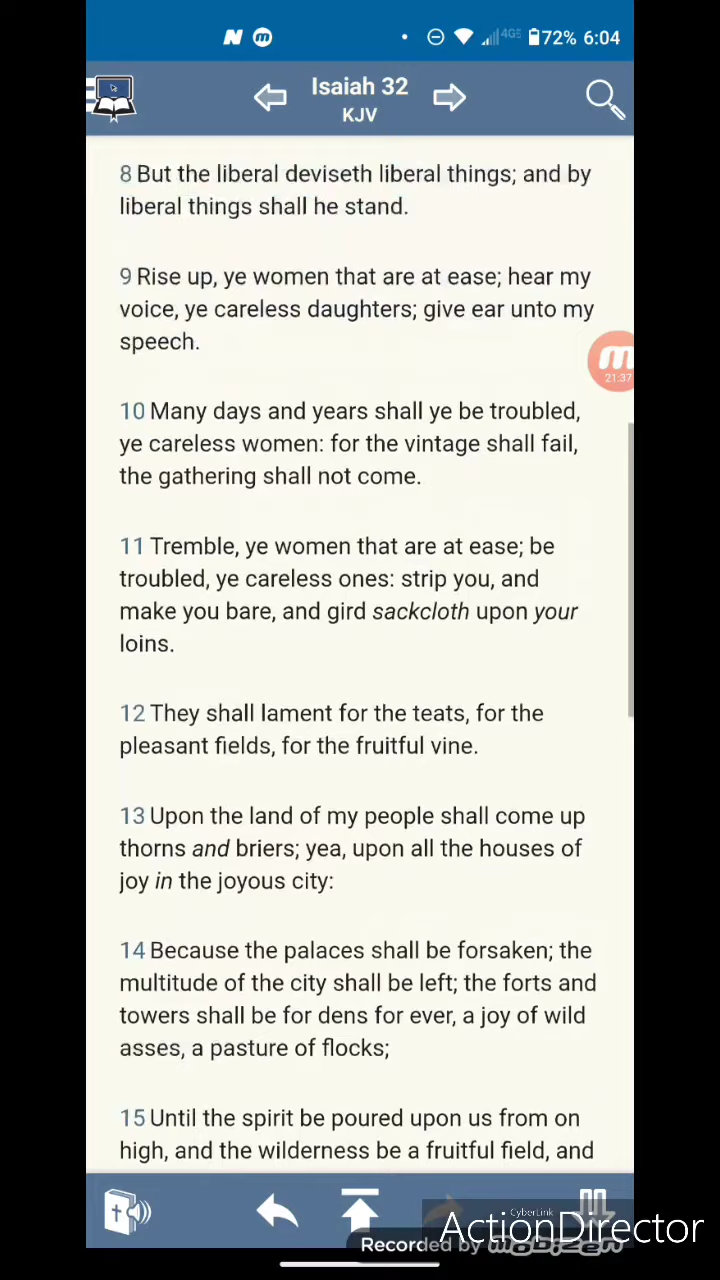 N m 4G 72% 6:04
Isaiah 32
KJV
8 But the liberal deviseth liberal things; and by
liberal things shall he stand.
9 Rise up, ye women that are at ease; hear my
voice, ye careless daughters; give ear unto my
speech.
m
21:37
10 Many days and years shall ye be troubled,
ye careless women: for the vintage shall fail,
the gathering shall not come.
11 Tremble, ye women that are at ease; be
troubled, ye careless ones: strip you, and
make you bare, and gird sackcloth upon your
loins.
12 They shall lament for the teats, for the
pleasant fields, for the fruitful vine.
13 Upon the land of my people shall come up
thorns and briers; yea, upon all the houses of
joy in the joyous city:
14 Because the palaces shall be forsaken; the
multitude of the city shall be left; the forts and
towers shall be for dens for ever, a joy of wild
asses, a pasture of flocks;
15 Until the spirit be poured upon us from on
high, and the wilderness be a fruitful field, and
CyberLink
ActionDirector
Recorded by mobizen